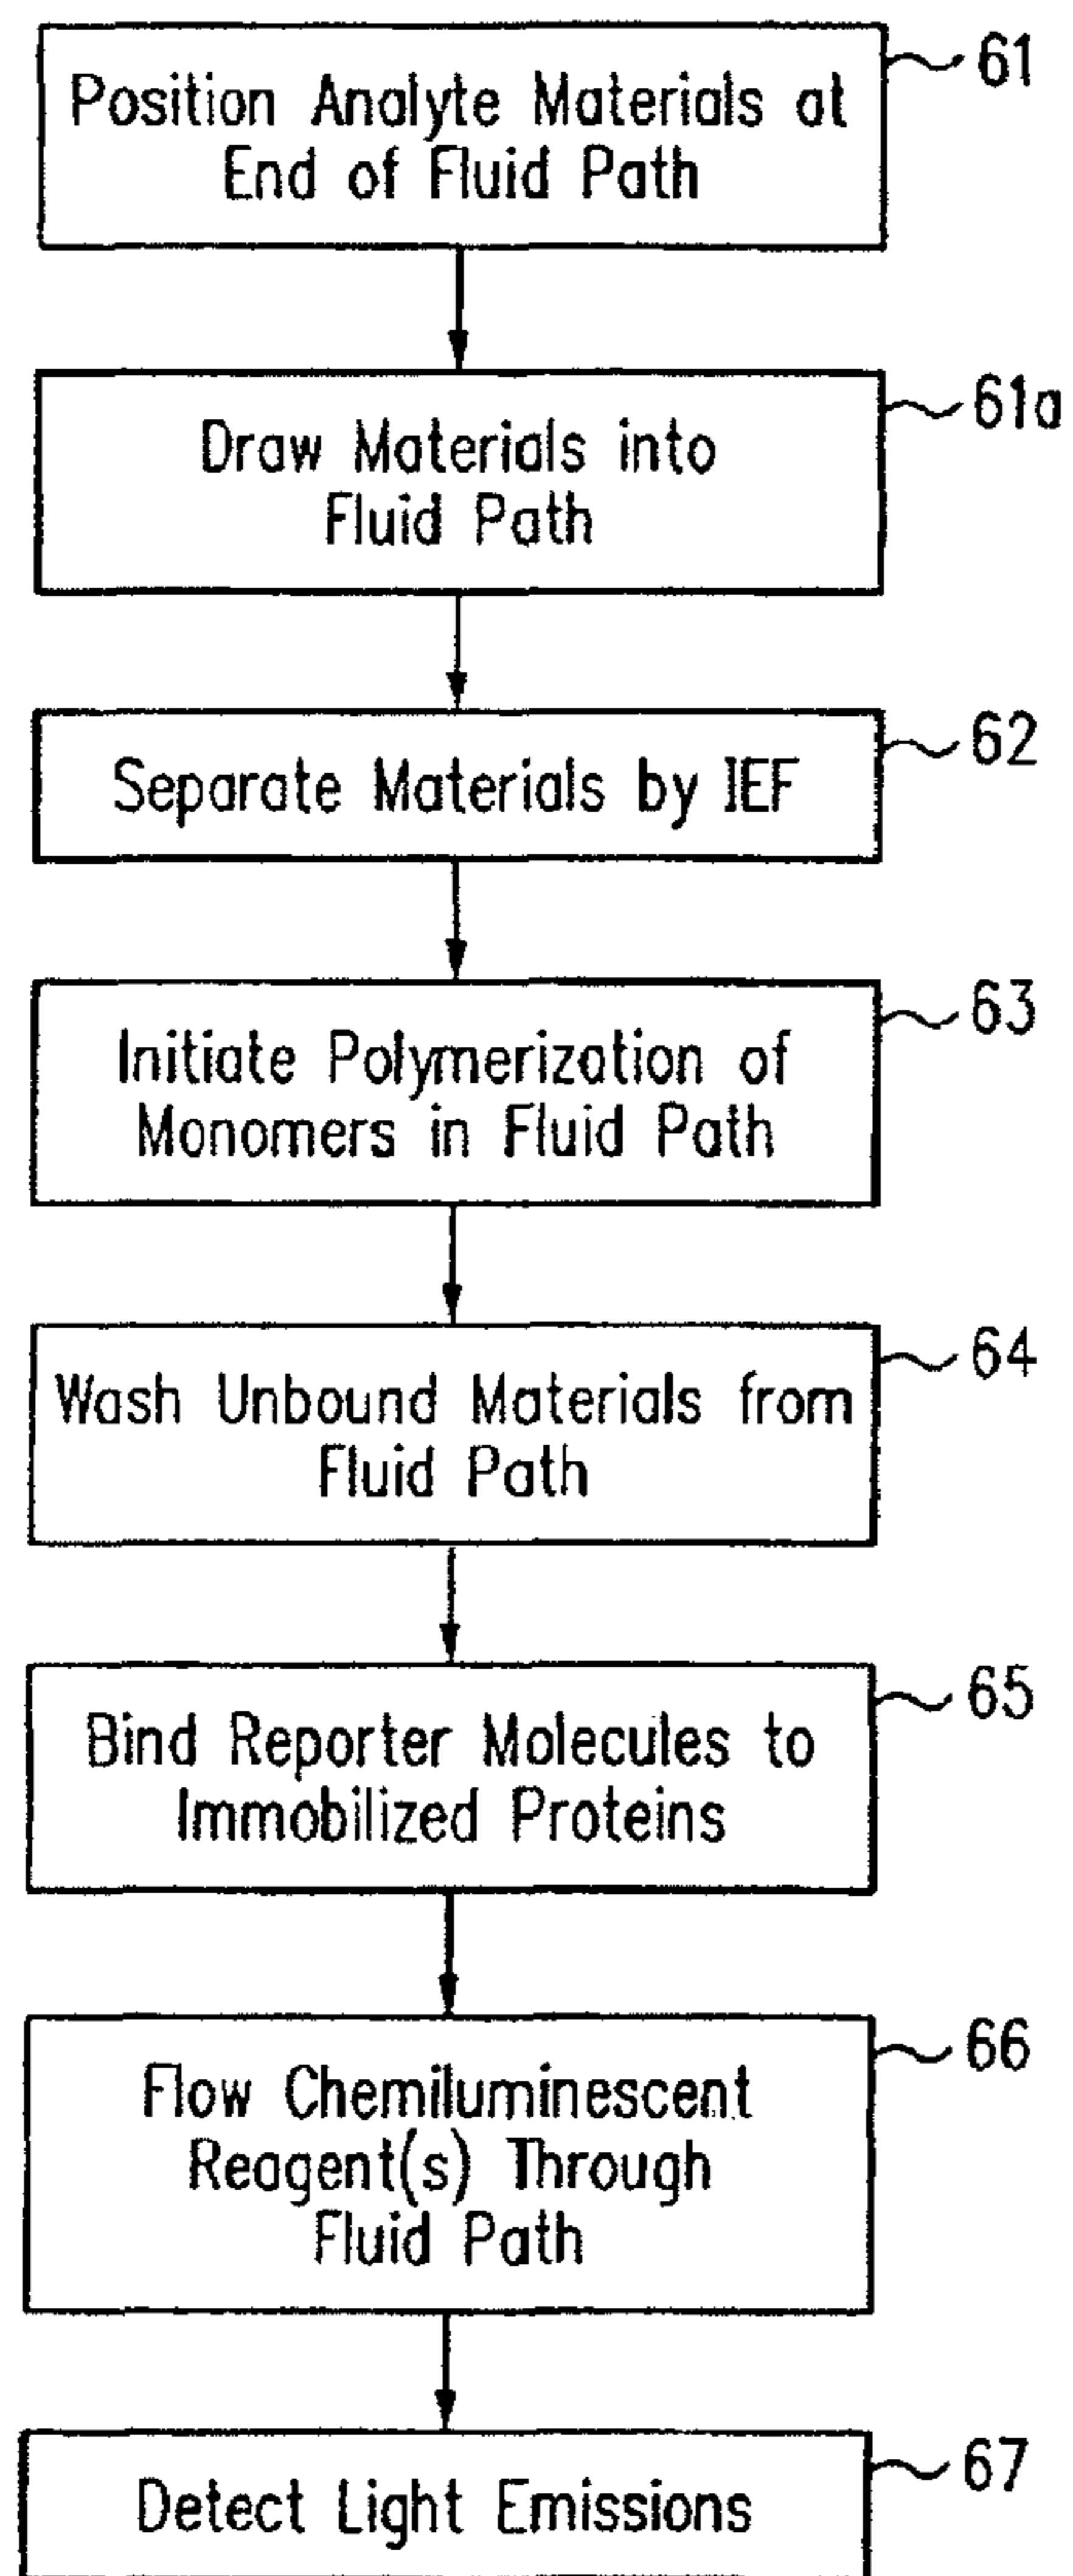 Position Analyte Materials at
End of Fluid Path
61
Draw Materials into
Fluid Path
61a
Separate Materials by IEF
62
Initiate Polymerization of
Monomers in Fluid Path
63
Wash Unbound Materials from
Fluid Path
64
Bind Reporter Molecules to
Immobilized Proteins
65
Flow Chemiluminescent
Reagent(s) Through
Fluid Path
66
Detect Light Emissions
67